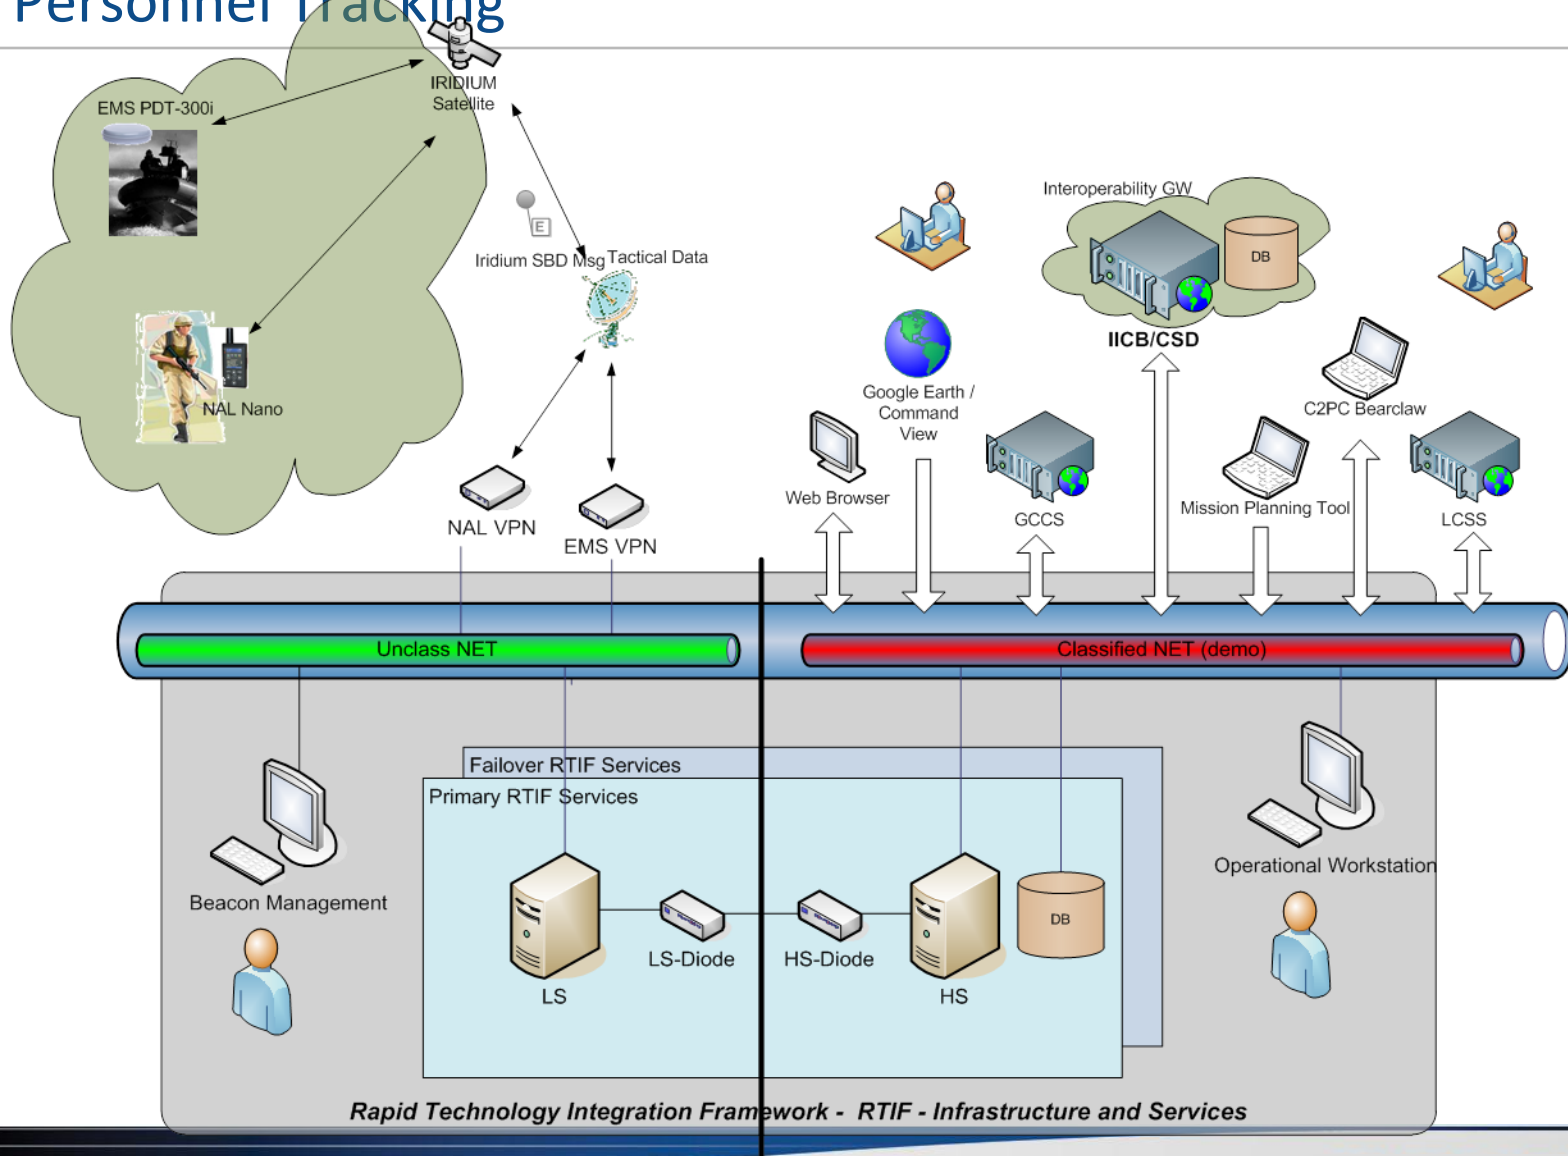 Personnel Tracking
IRIDIUM
Satellite
EMS PDT-300i
Iridium SBD Msg
Tactical Data
E
NAL Nano
NAL VPN
EMS VPN
Interoperability GW
DB
IICB/CSD
Google Earth /
Command
View
Web Browser
GCCS
C2PC Bearclaw
Mission Planning Tool
LCSS
Unclass NET
Classified NET (demo)
Failover RTIF Services
Primary RTIF Services
Beacon Management
LS
LS-Diode
HS-Diode
HS
DB
Operational Workstation
Rapid Technology Integration Framework - RTIF - Infrastructure and Services